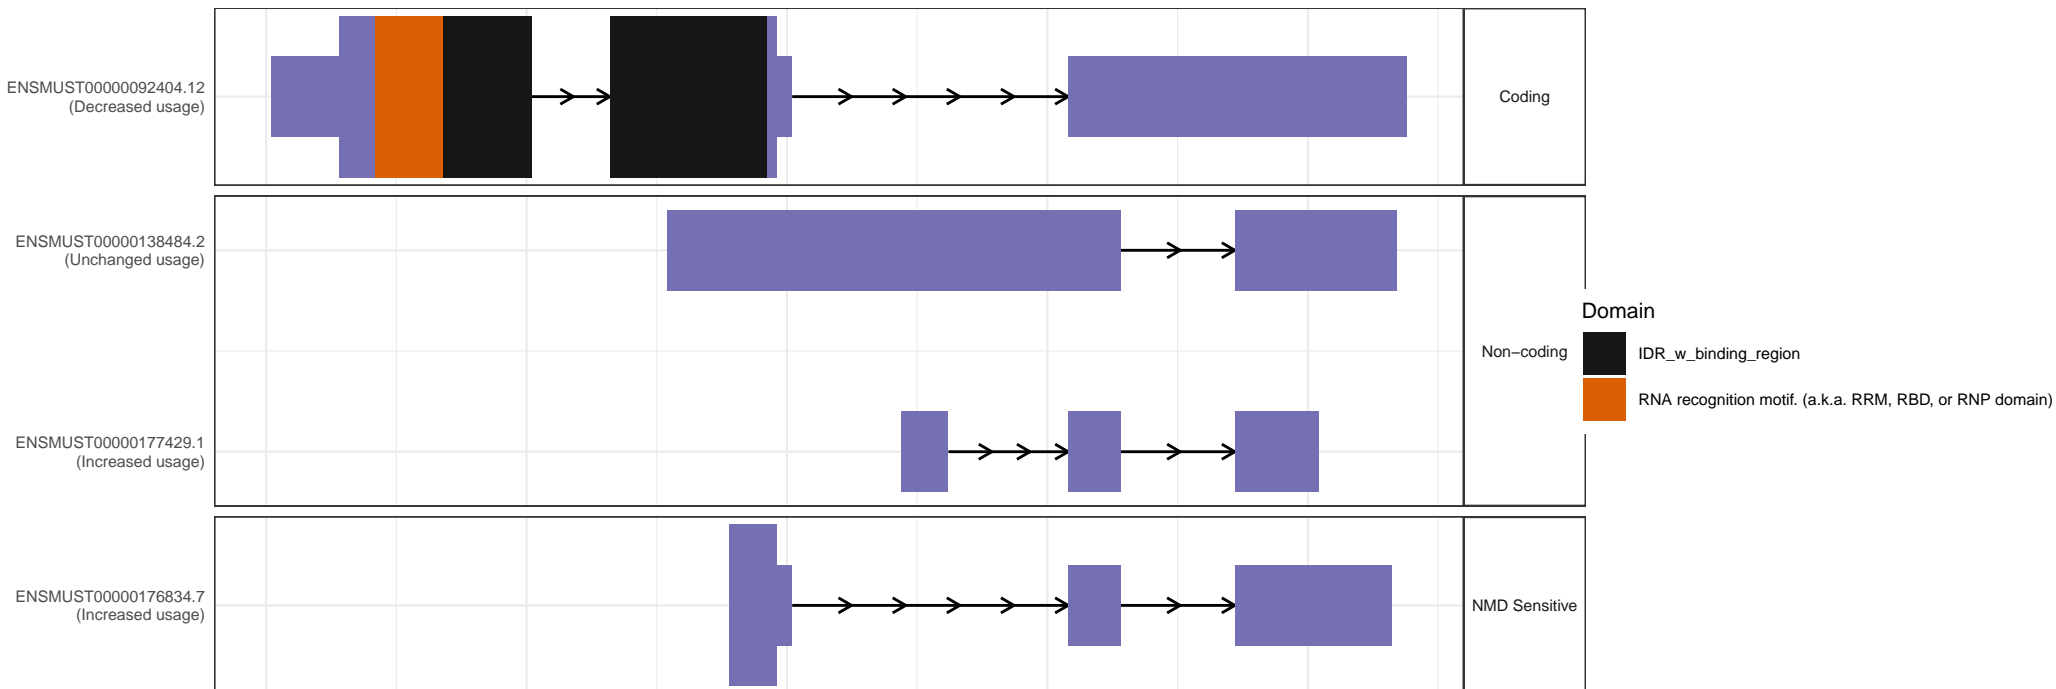 ENSMUST00000092404.12
(Decreased usage)
Coding
ENSMUST00000138484.2
(Unchanged usage)
ENSMUST00000177429.1
(Increased usage)
Non−coding
ENSMUST00000176834.7
(Increased usage)
NMD Sensitive
Domain
IDR_w_binding_region
RNA recognition motif. (a.k.a. RRM, RBD, or RNP domain)